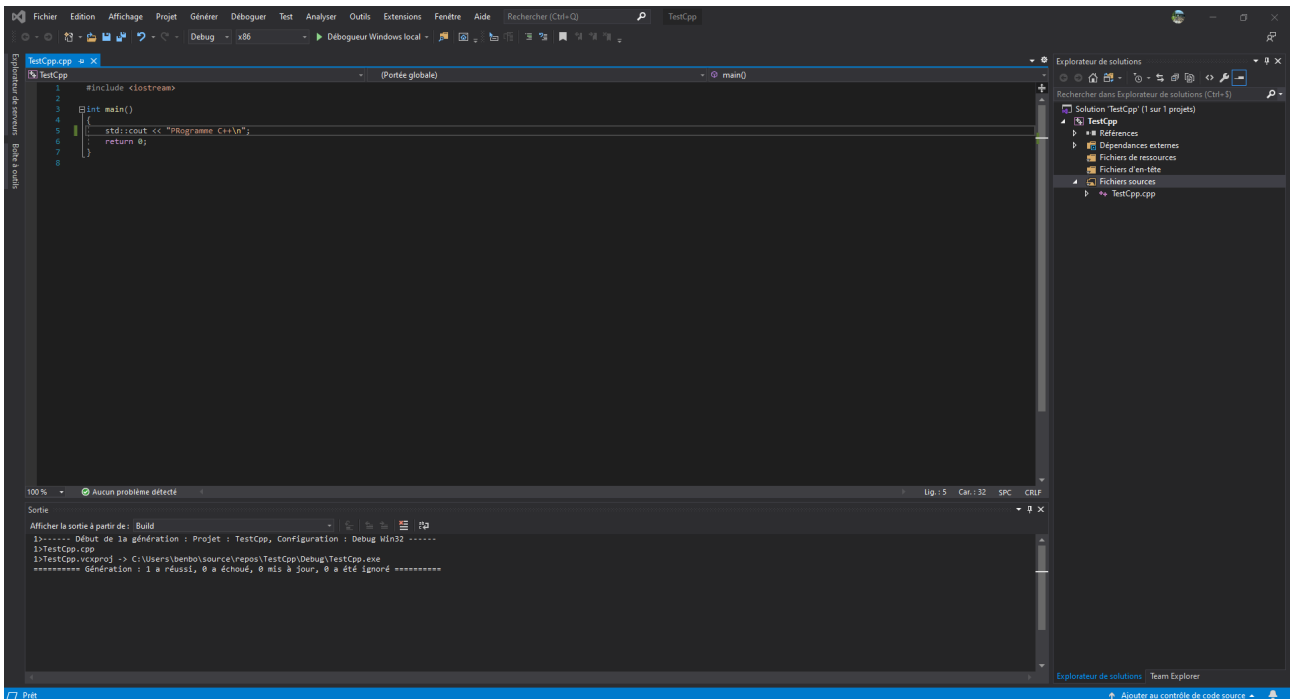 Fichier Edition Affichage Projet Générer Déboguer Test Analyser Outils Extensions Fenêtre Aide Rechercher (Ctrl+Q) TestCpp
Debug x86 Débogueur Windows local
Explorateur de serveurs
Boîte à outils
TestCpp.cpp
TestCpp (Portée globale) main()
1 #include <iostream>
2
3 int main()
4 {
5 std::cout << "PRogramme C++\n";
6 return 0;
7 }
8
100 % Aucun problème détecté Lig. : 5 Car. : 32 SPC CRLF
Sortie
Afficher la sortie à partir de : Build
1>------ Début de la génération : Projet : TestCpp, Configuration : Debug Win32 ------
1>TestCpp.cpp
1>TestCpp.vcxproj -> C:\Users\benbo\source\repos\TestCpp\Debug\TestCpp.exe
========== Génération : 1 a réussi, 0 a échoué, 0 mis à jour, 0 a été ignoré ==========
Explorateur de solutions
Rechercher dans Explorateur de solutions (Ctrl+$)
Solution 'TestCpp' (1 sur 1 projets)
TestCpp
Références
Dépendances externes
Fichiers de ressources
Fichiers d'en-tête
Fichiers sources
TestCpp.cpp
Explorateur de solutions Team Explorer
Prêt Ajouter au contrôle de code source